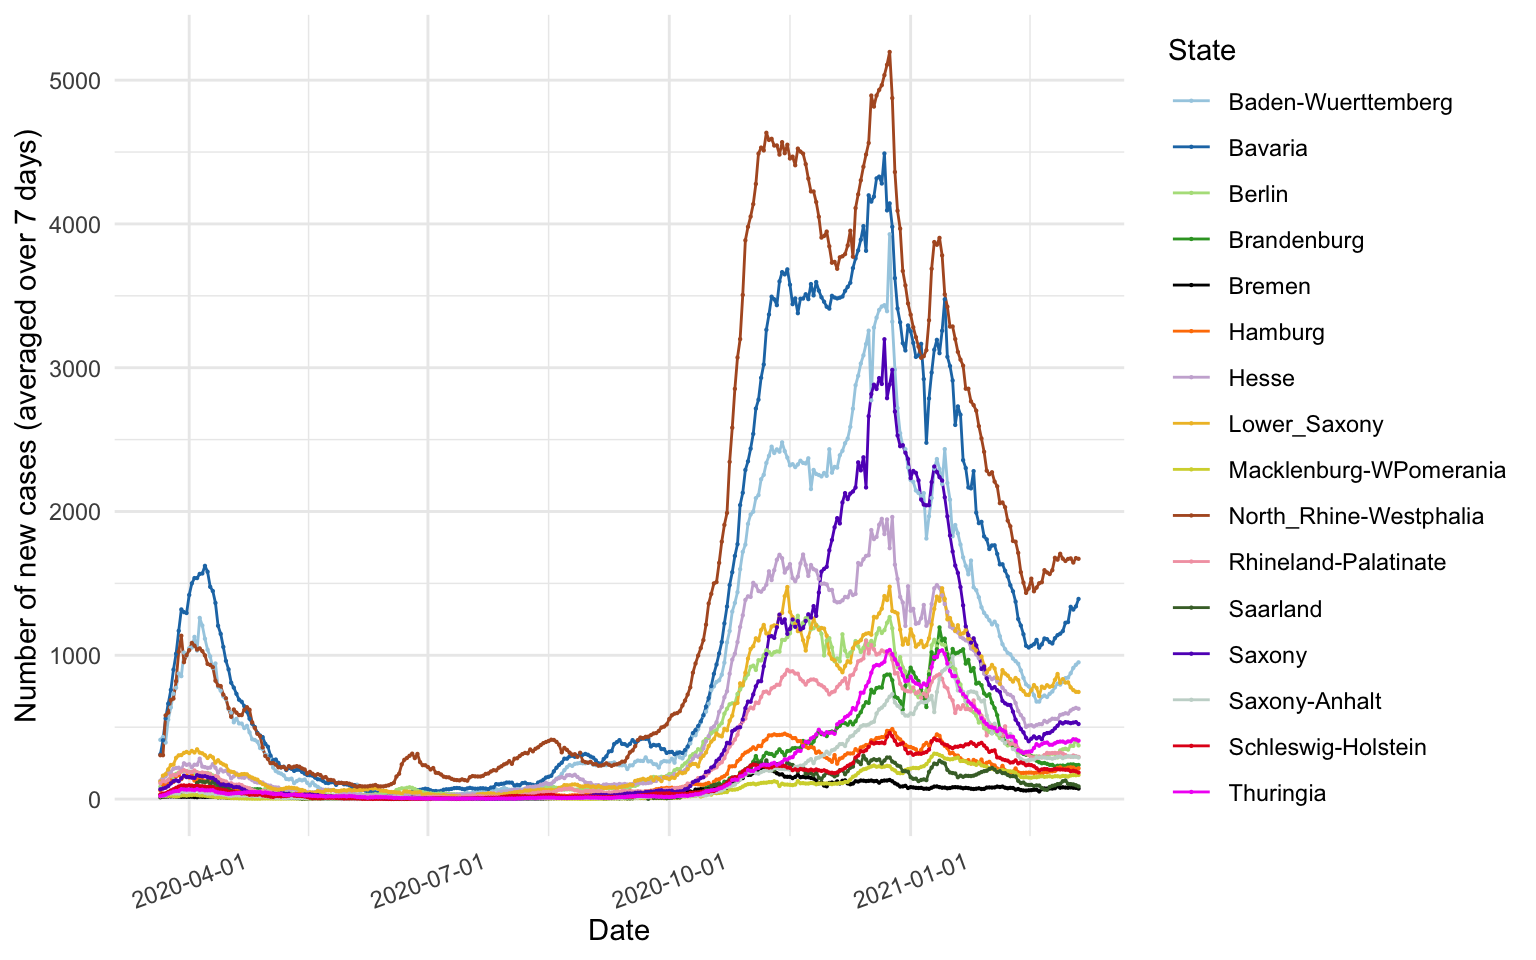 Number of new cases (averaged over 7 days)
5000
4000
3000
2000
1000
0
2020-04-01
2020-07-01
2020-10-01
2021-01-01
Date
State
Baden-Wuerttemberg
Bavaria
Berlin
Brandenburg
Bremen
Hamburg
Hesse
Lower_Saxony
Macklenburg-WPomerania
North_Rhine-Westphalia
Rhineland-Palatinate
Saarland
Saxony
Saxony-Anhalt
Schleswig-Holstein
Thuringia